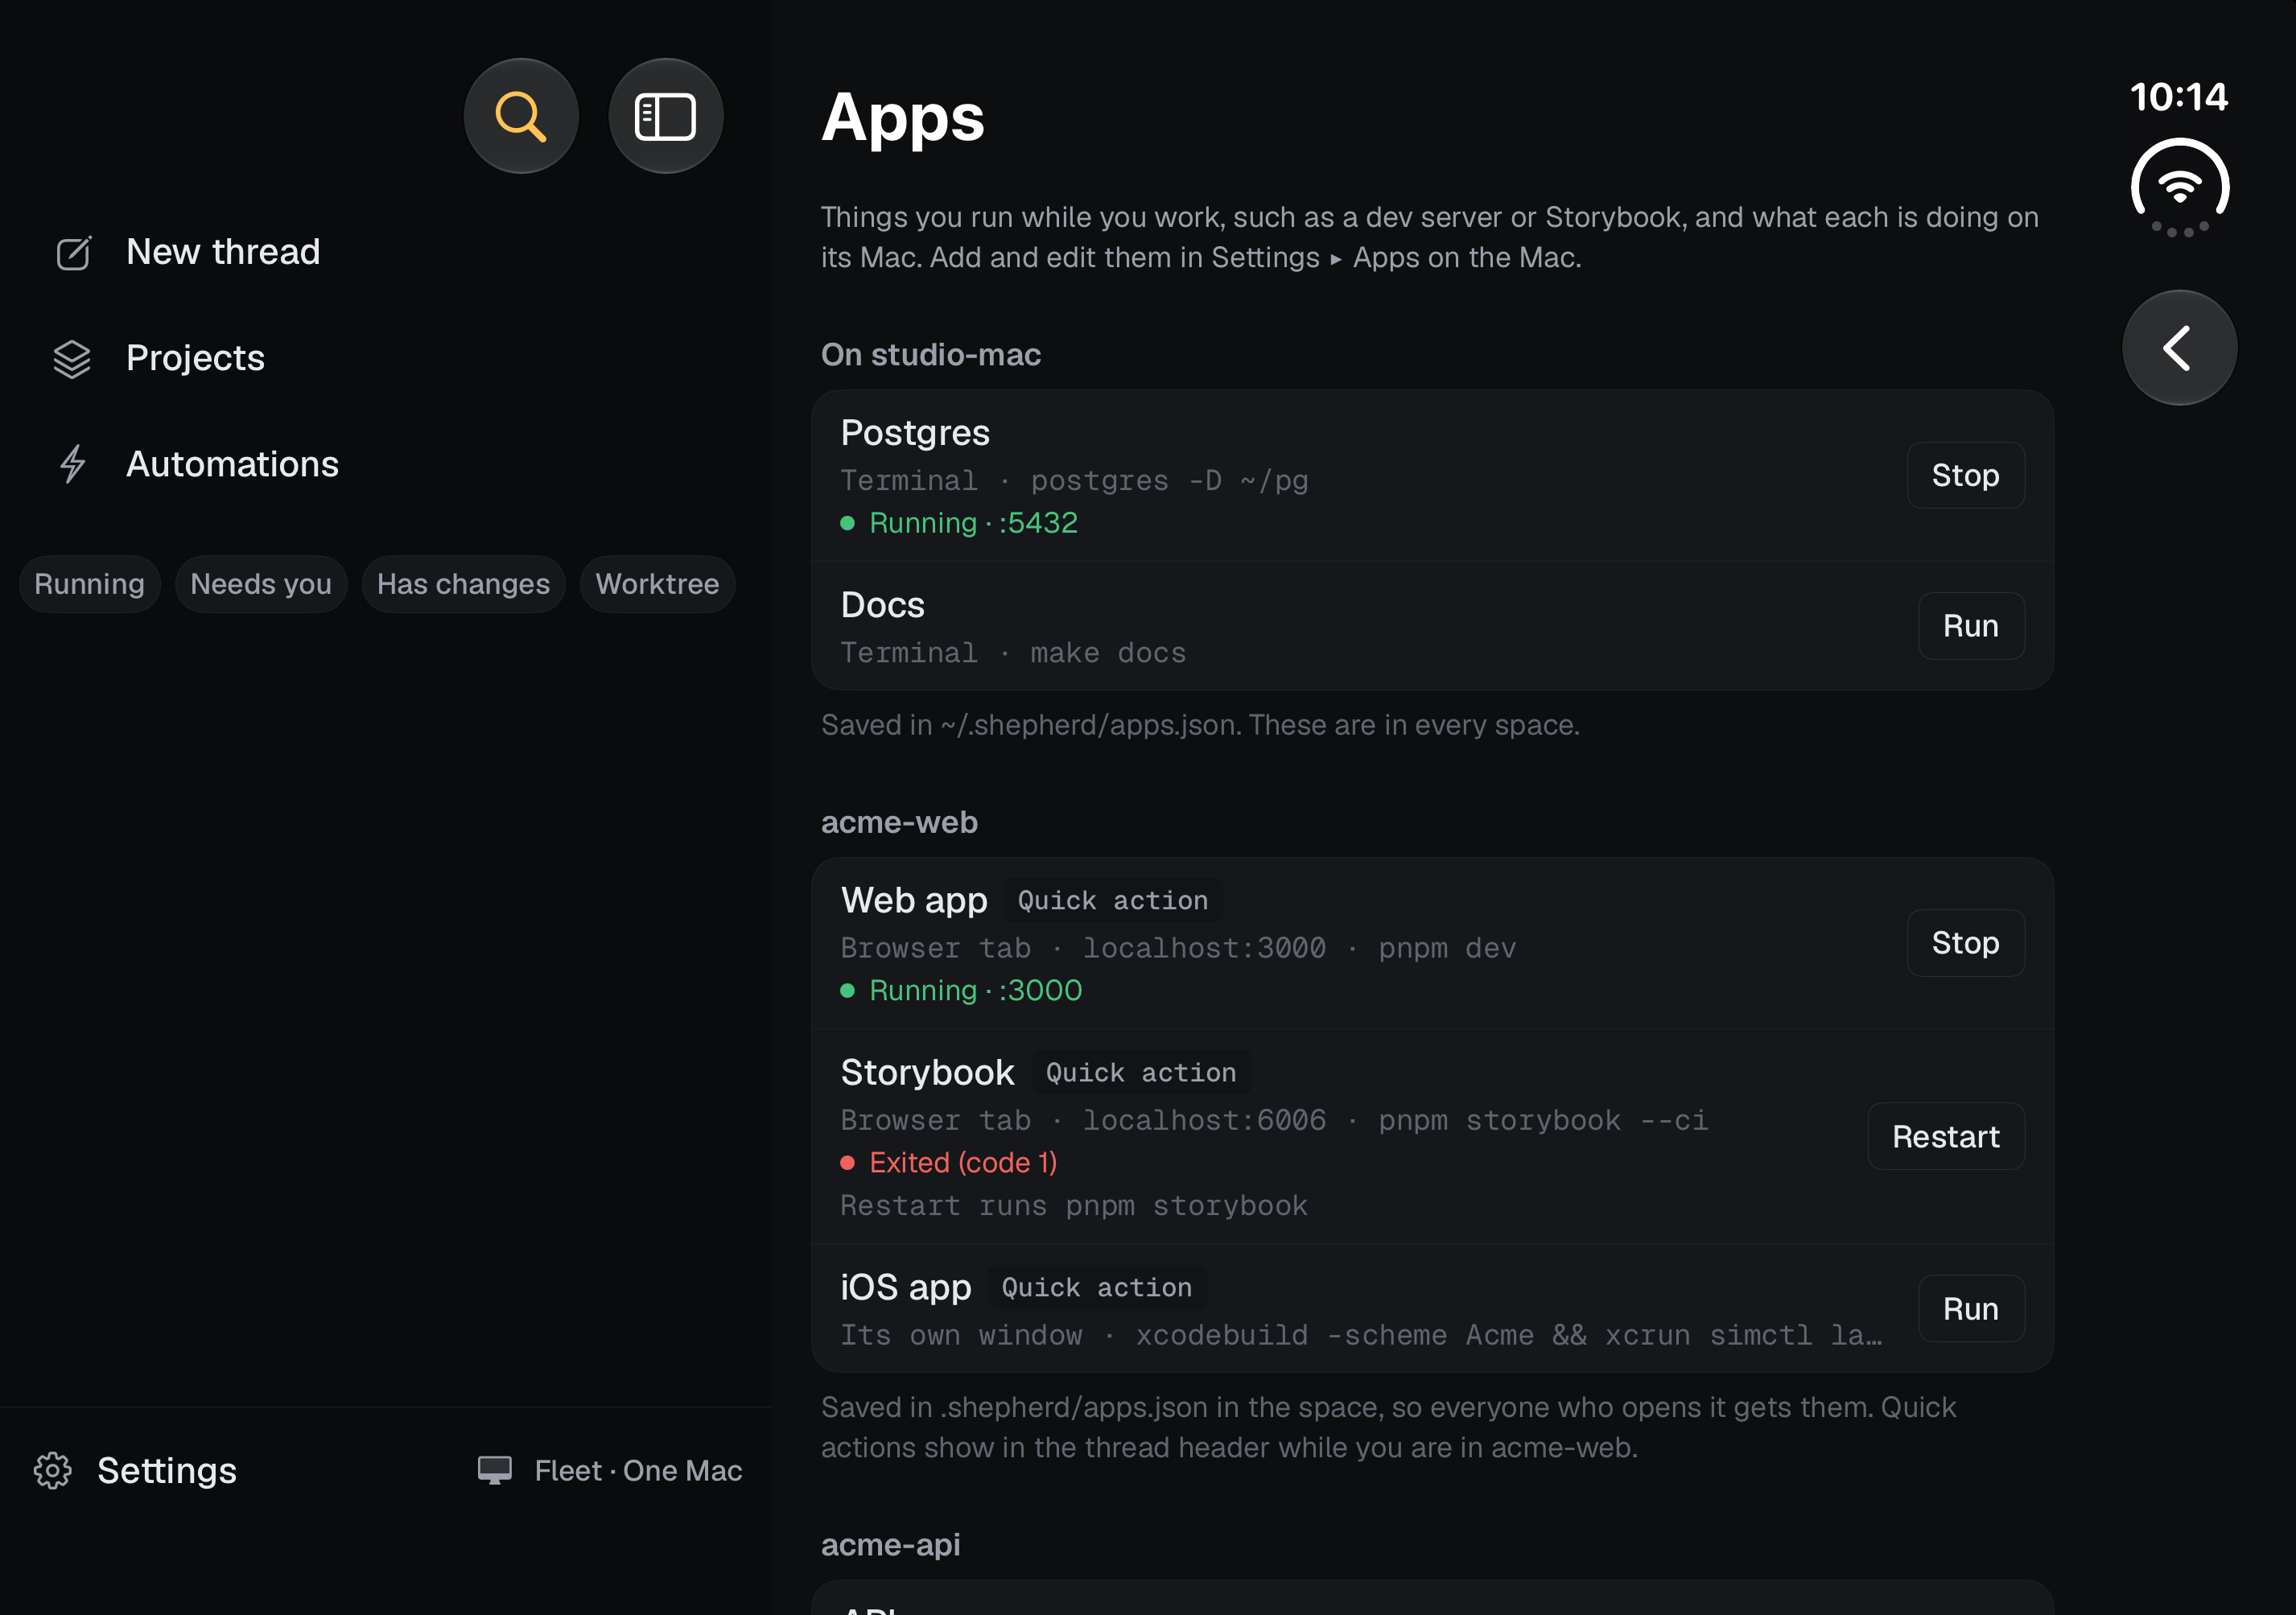 New thread
Projects
Automations
Running
Needs you
Has changes
Worktree
Settings
Fleet · One Mac
Apps
Things you run while you work, such as a dev server or Storybook, and what each is doing on
its Mac. Add and edit them in Settings ▸ Apps on the Mac.
On studio-mac
Postgres
Terminal · postgres -D ~/pg
Running · :5432
Stop
Docs
Terminal · make docs
Run
Saved in ~/.shepherd/apps.json. These are in every space.
acme-web
Web app Quick action
Browser tab · localhost:3000 · pnpm dev
Running · :3000
Stop
Storybook Quick action
Browser tab · localhost:6006 · pnpm storybook --ci
Exited (code 1)
Restart runs pnpm storybook
Restart
iOS app Quick action
Its own window · xcodebuild -scheme Acme && xcrun simctl la…
Run
Saved in .shepherd/apps.json in the space, so everyone who opens it gets them. Quick
actions show in the thread header while you are in acme-web.
acme-api
10:14